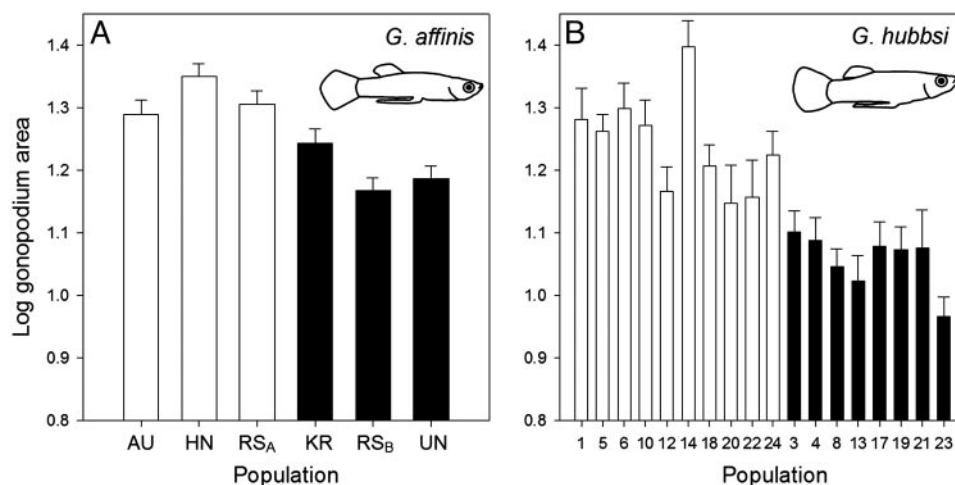 A
G. affinis
Log gonopodium area
1.4
1.3
1.2
1.1
1.0
0.9
0.8
AU HN RSA KR RSB UN
Population
B
G. hubbsi
1.4
1.3
1.2
1.1
1.0
0.9
0.8
1 5 6 10 12 14 18 20 22 24 3 4 8 13 17 19 21 23
Population